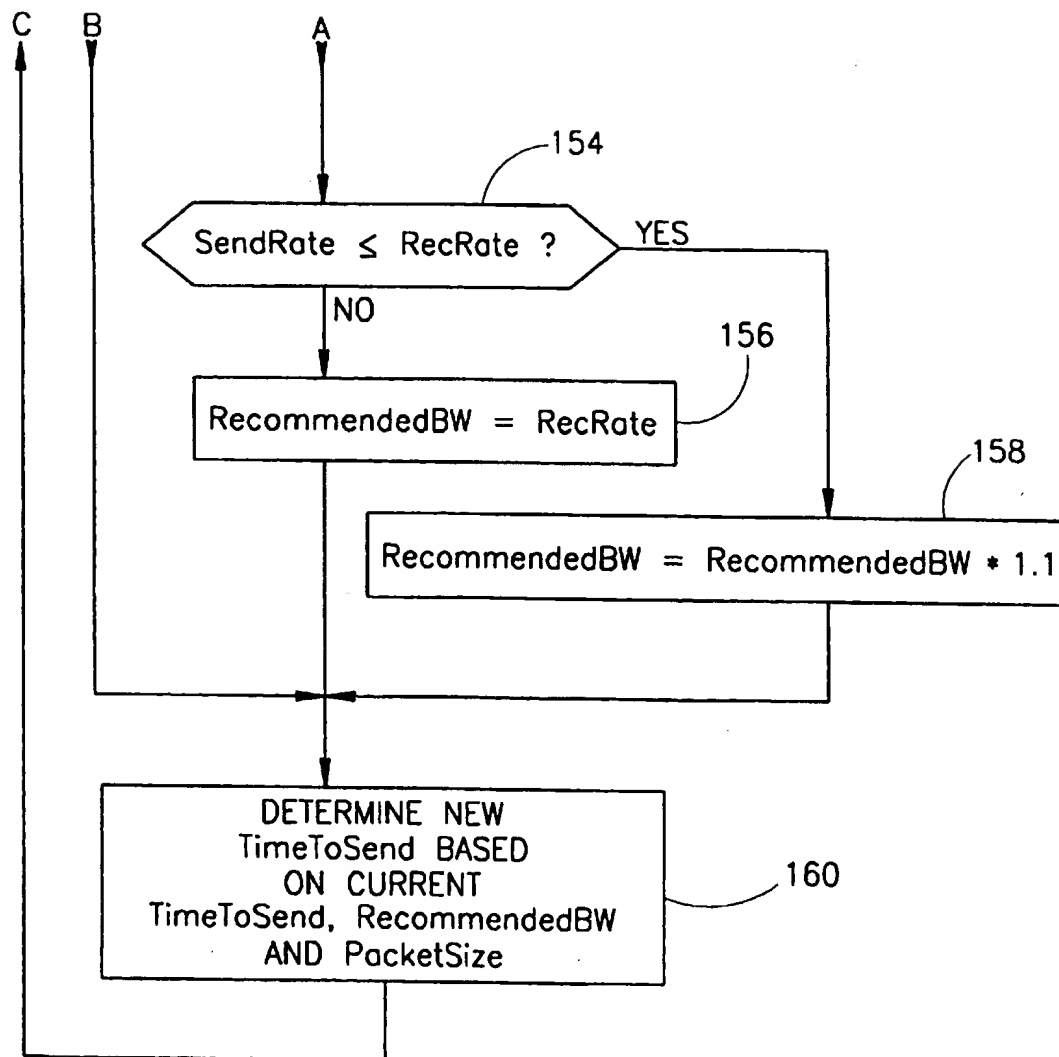 C B A
154
SendRate ≤ RecRate ?
YES
NO
156
RecommendedBW = RecRate
158
RecommendedBW = RecommendedBW * 1.1
DETERMINE NEW
TimeToSend BASED
ON CURRENT
TimeToSend, RecommendedBW
AND PacketSize
160